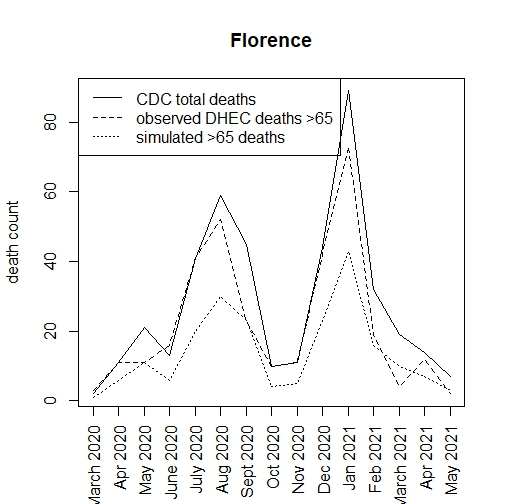 Florence
CDC total deaths
observed DHEC deaths >65
simulated >65 deaths
death count
80
60
40
20
0
March 2020
Apr 2020
May 2020
June 2020
July 2020
Aug 2020
Sept 2020
Oct 2020
Nov 2020
Dec 2020
Jan 2021
Feb 2021
March 2021
Apr 2021
May 2021